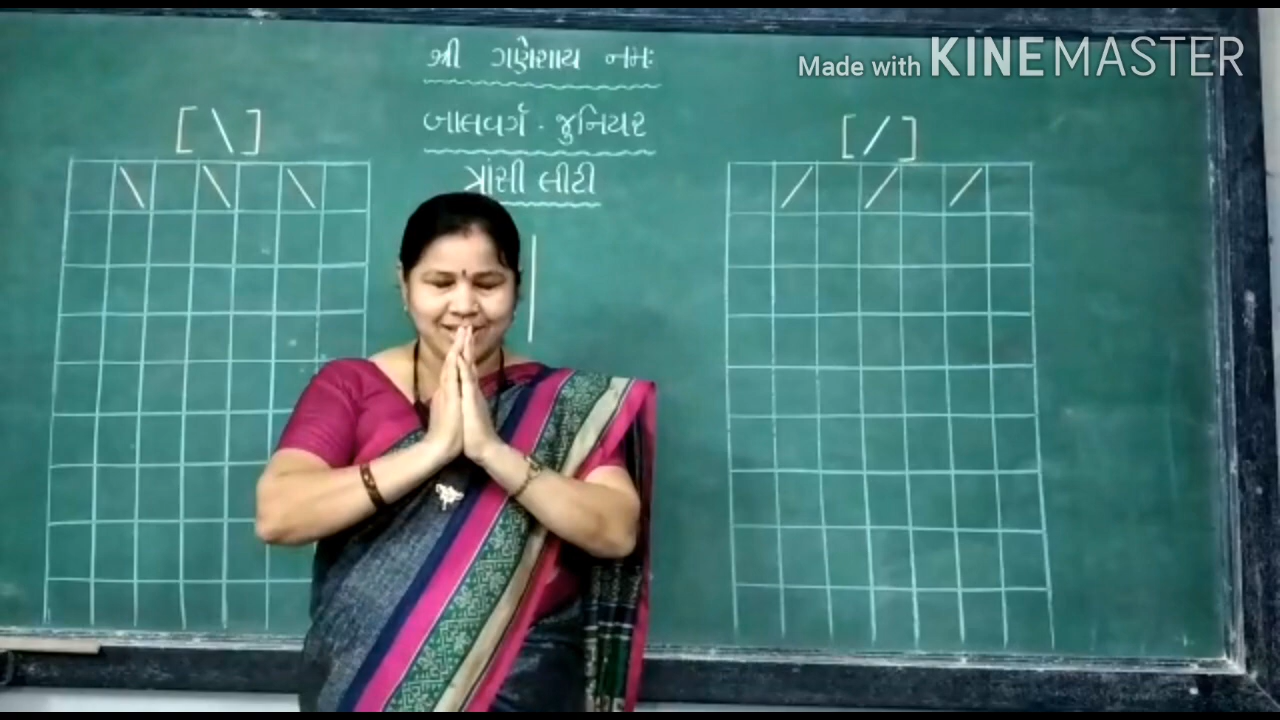 શ્રી ગણેશાય નમઃ
Made with KINEMASTER
બાલવર્ગ - જુનિયર
[\]
[/]
ત્રાંસી લીટી